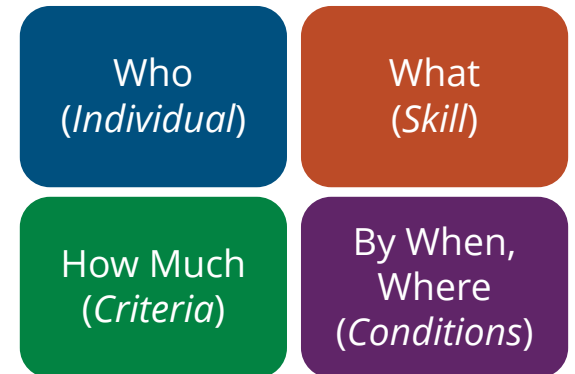 Who
(Individual)
What
(Skill)
How Much
(Criteria)
By When,
Where
(Conditions)